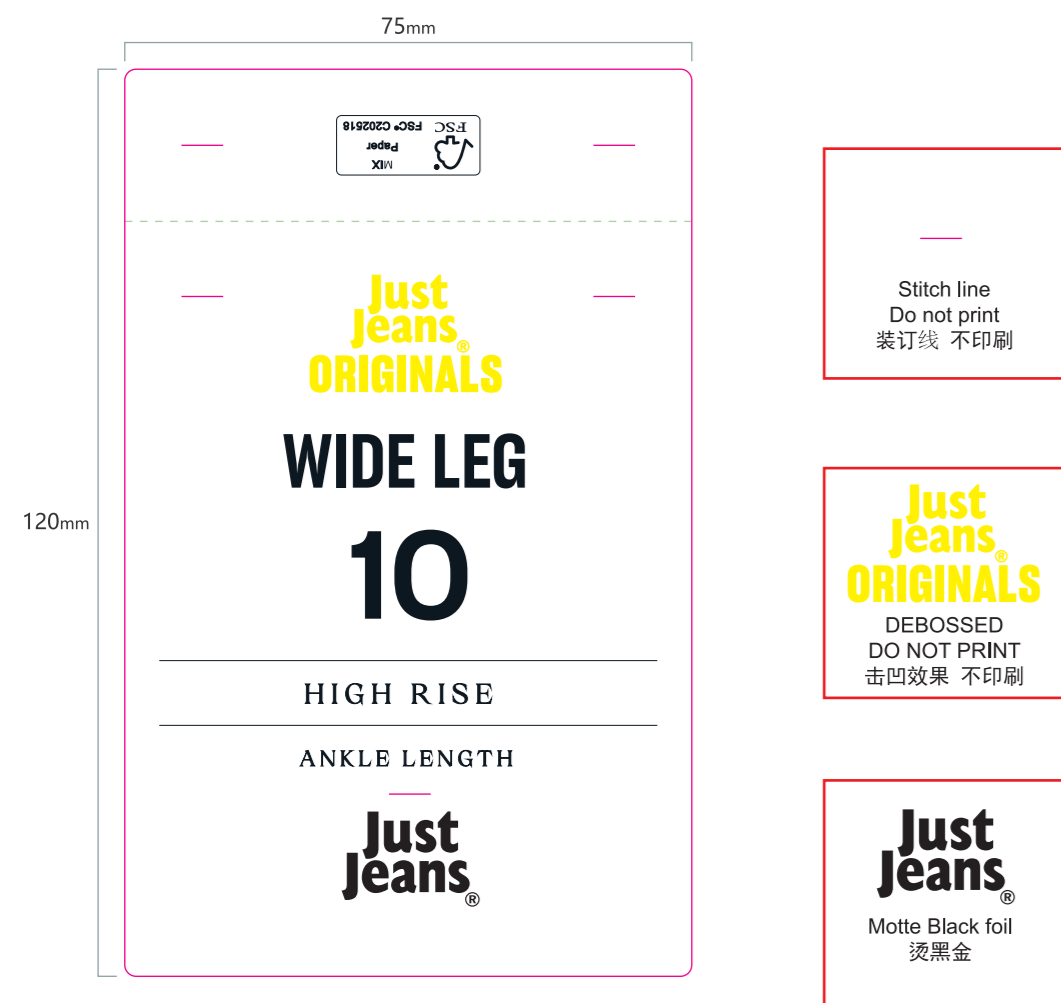 75mm
FSC
MIX
Paper
FSC® C202518
Just
Jeans®
ORIGINALS
WIDE LEG
120mm
10
HIGH RISE
ANKLE LENGTH
Just
Jeans®
Stitch line
Do not print
装订线 不印刷
Just
Jeans®
ORIGINALS
DEBOSSED
DO NOT PRINT
击凹效果 不印刷
Just
Jeans®
Motte Black foil
烫黑金